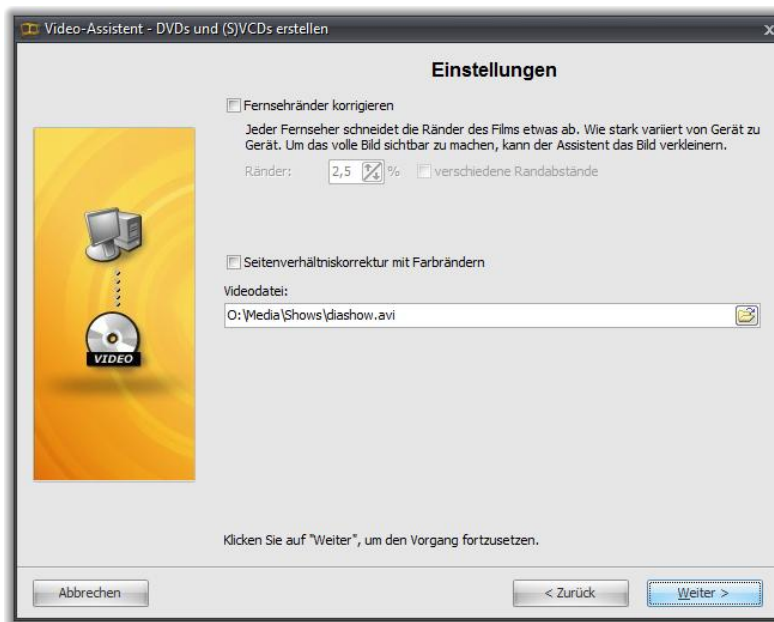 Video-Assistent - DVDs und (S)VCDs erstellen
x
Einstellungen
Fernsehränder korrigieren
Jeder Fernseher schneidet die Ränder des Films etwas ab. Wie stark variiert von Gerät zu
Gerät. Um das volle Bild sichtbar zu machen, kann der Assistent das Bild verkleinern.
Ränder: 2,5 % verschiedene Randabstände
Seitenverhältniskorrektur mit Farbrändern
Videodatei:
O:\Media\Shows\diashow.avi
VIDEO
Klicken Sie auf "Weiter", um den Vorgang fortzusetzen.
Abbrechen < Zurück Weiter >